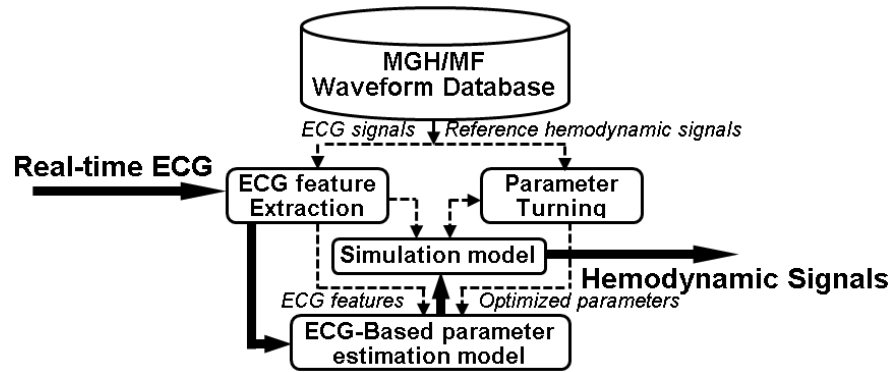 MGH/MF
Waveform Database
ECG signals
Reference hemodynamic signals
Real-time ECG
ECG feature
Extraction
Parameter
Turning
Simulation model
Hemodynamic Signals
ECG features
Optimized parameters
ECG-Based parameter
estimation model